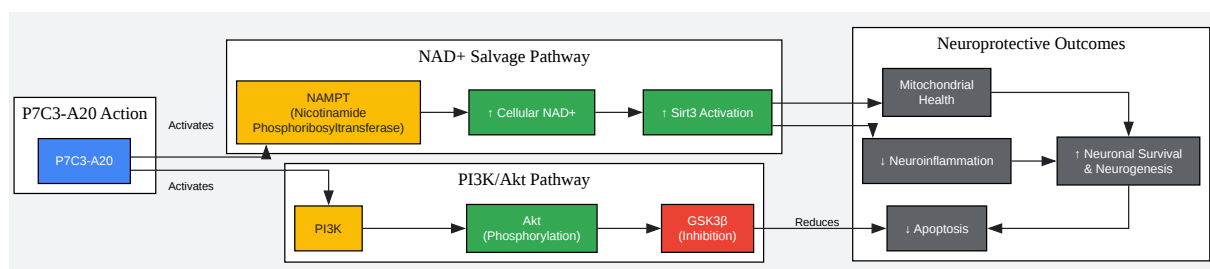 P7C3-A20 Action
P7C3-A20
Activates
Activates
NAD+ Salvage Pathway
NAMPT
(Nicotinamide
Phosphoribosyltransferase)
↑ Cellular NAD+
↑ Sirt3 Activation
PI3K/Akt Pathway
PI3K
Akt
(Phosphorylation)
GSK3β
(Inhibition)
Reduces
Neuroprotective Outcomes
Mitochondrial
Health
↓ Neuroinflammation
↑ Neuronal Survival
& Neurogenesis
↓ Apoptosis